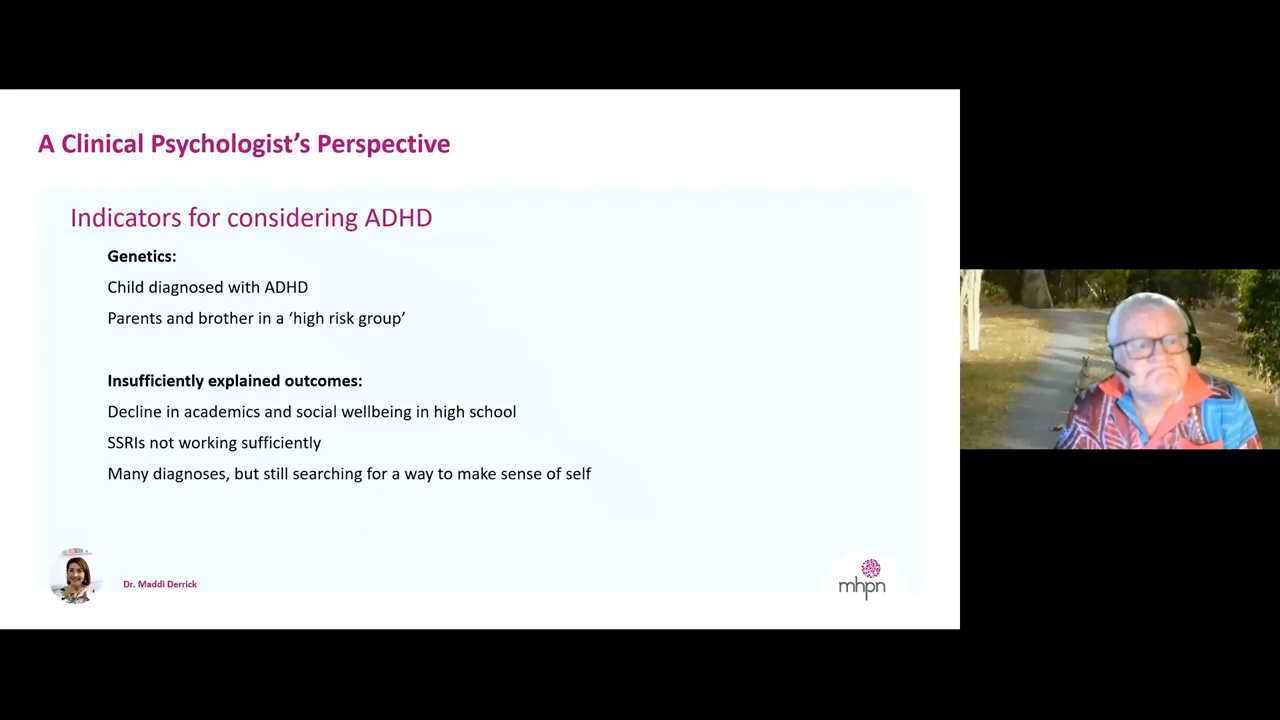 A Clinical Psychologist’s Perspective
Indicators for considering ADHD
Genetics:
Child diagnosed with ADHD
Parents and brother in a ‘high risk group’
Insufficiently explained outcomes:
Decline in academics and social wellbeing in high school
SSRIs not working sufficiently
Many diagnoses, but still searching for a way to make sense of self
Dr. Maddi Derrick
mhpn